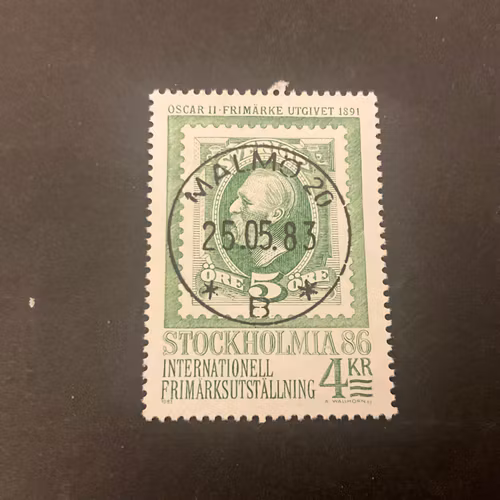 OSCAR II · FRIMÄRKE UTGIVET 1891
MALMÖ 20
25.05.83
ÖRE 5 ÖRE
* B *
STOCKHOLMIA 86
INTERNATIONELL
FRIMÄRKSUTSTÄLLNING
4 KR